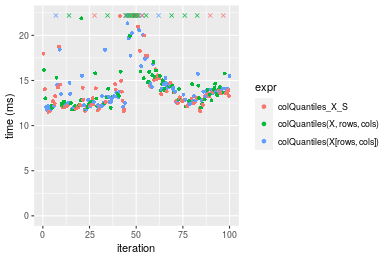 20
15
10
5
0
time (ms)
0
25
50
75
100
iteration
expr
colQuantiles_X_S
colQuantiles(X, rows, cols)
colQuantiles(X[rows, cols])